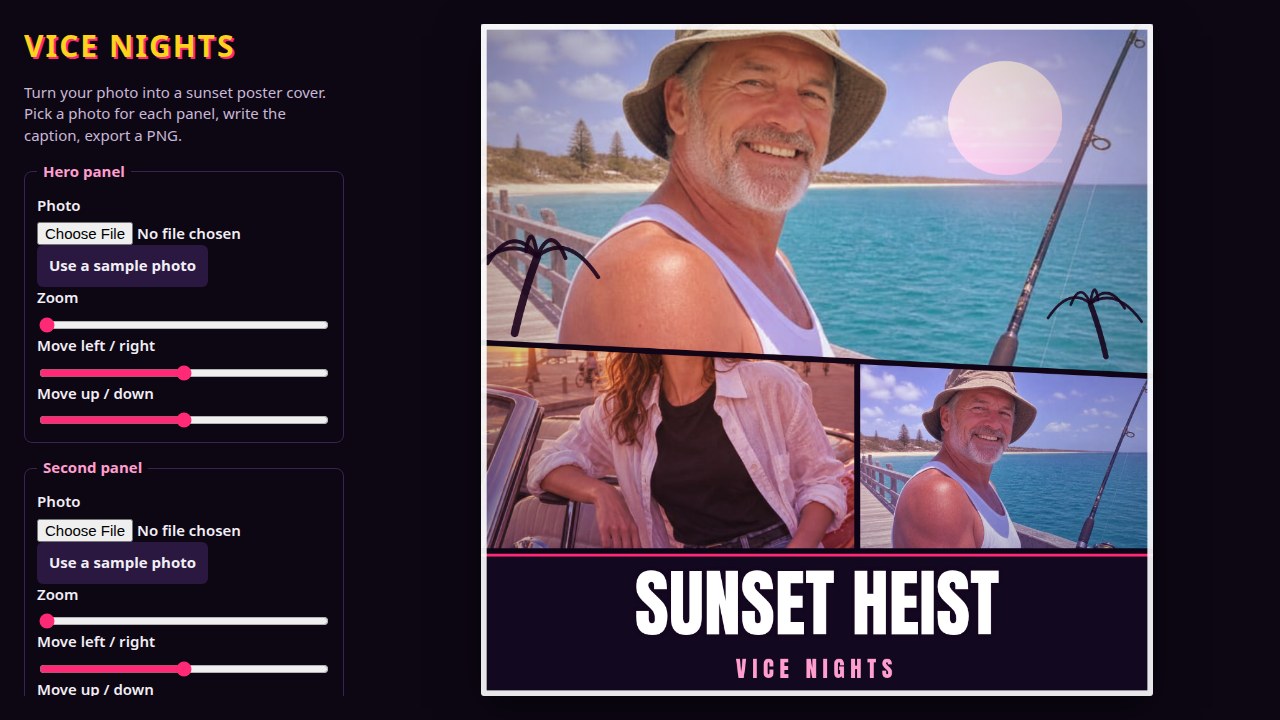 VICE NIGHTS
Turn your photo into a sunset poster cover.
Pick a photo for each panel, write the
caption, export a PNG.
Hero panel
Photo
Choose File No file chosen
Use a sample photo
Zoom
Move left / right
Move up / down
Second panel
Photo
Choose File No file chosen
Use a sample photo
Zoom
Move left / right
Move up / down
SUNSET HEIST
VICE NIGHTS